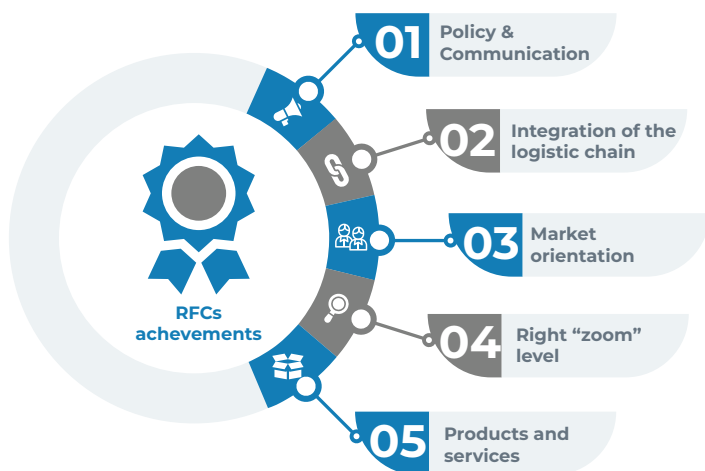 01
Policy &
Communication
02
Integration of the
logistic chain
03
Market
orientation
RFCs
achevements
04
Right “zoom”
level
05
Products and
services